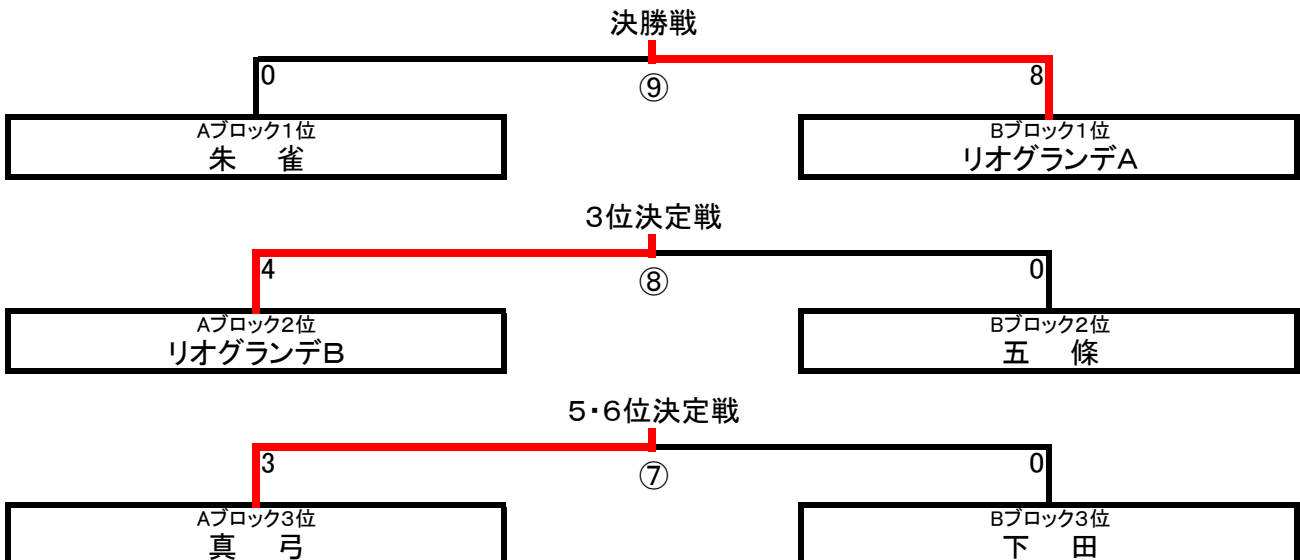 決勝戦
0 ⑨ 8
Aブロック1位 Bブロック1位
朱 雀 リオグランデA
3位決定戦
4 ⑧ 0
Aブロック2位 Bブロック2位
リオグランデB 五 條
5・6位決定戦
3 ⑦ 0
Aブロック3位 Bブロック3位
真 弓 下 田